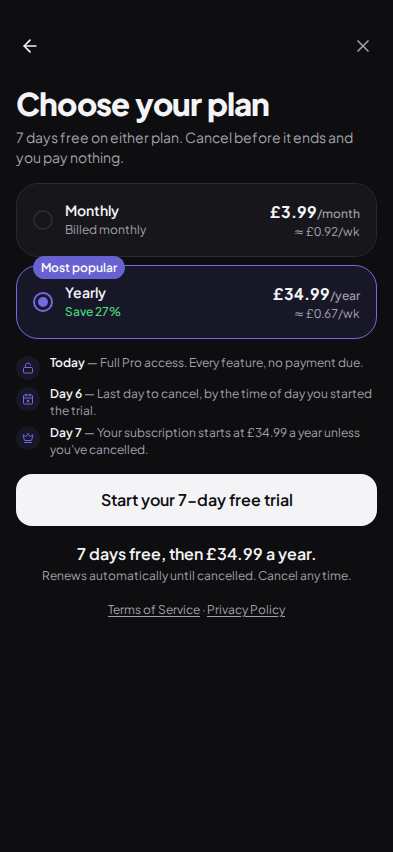 Choose your plan
7 days free on either plan. Cancel before it ends and
you pay nothing.
Monthly
Billed monthly
£3.99/month
≈ £0.92/wk
Most popular
Yearly
Save 27%
£34.99/year
≈ £0.67/wk
Today — Full Pro access. Every feature, no payment due.
Day 6 — Last day to cancel, by the time of day you started
the trial.
Day 7 — Your subscription starts at £34.99 a year unless
you've cancelled.
Start your 7-day free trial
7 days free, then £34.99 a year.
Renews automatically until cancelled. Cancel any time.
Terms of Service · Privacy Policy